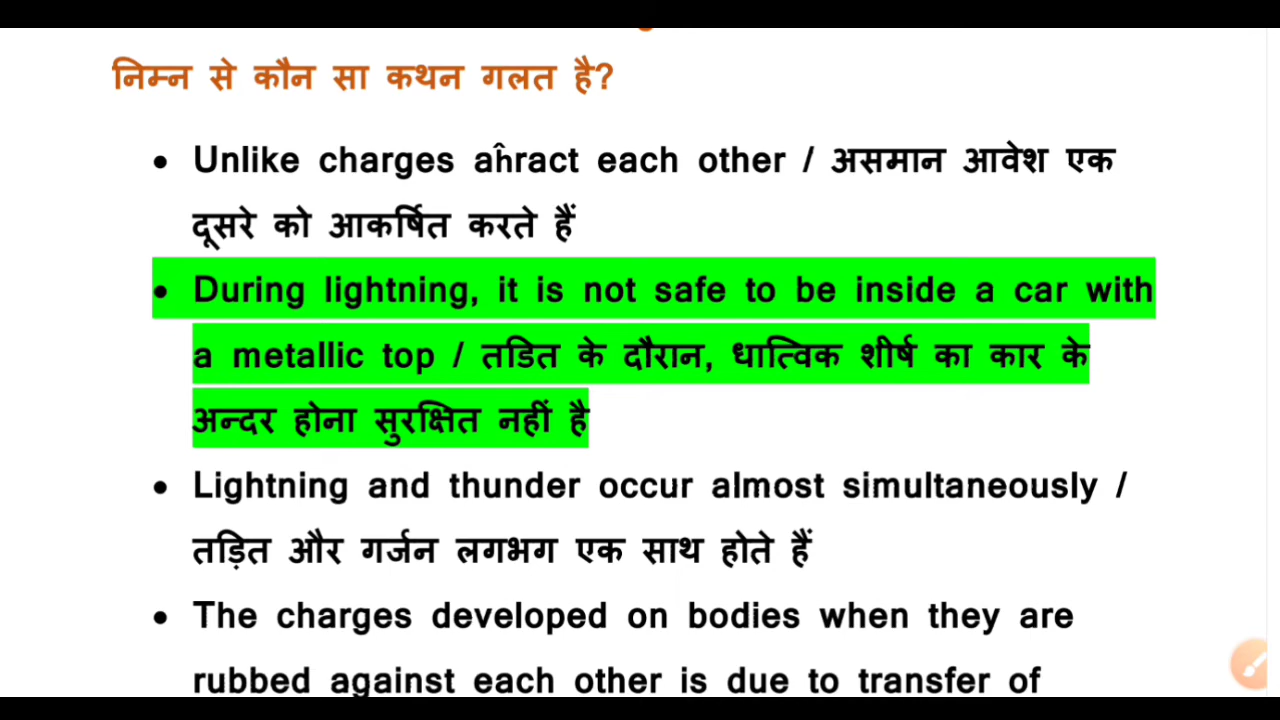 निम्न से कौन सा कथन गलत है?
• Unlike charges aĥract each other / असमान आवेश एक
दूसरे को आकर्षित करते हैं
• During lightning, it is not safe to be inside a car with
a metallic top / तडित के दौरान, धात्विक शीर्ष का कार के
अन्दर होना सुरक्षित नहीं है
• Lightning and thunder occur almost simultaneously /
तड़ित और गर्जन लगभग एक साथ होते हैं
• The charges developed on bodies when they are
rubbed against each other is due to transfer of